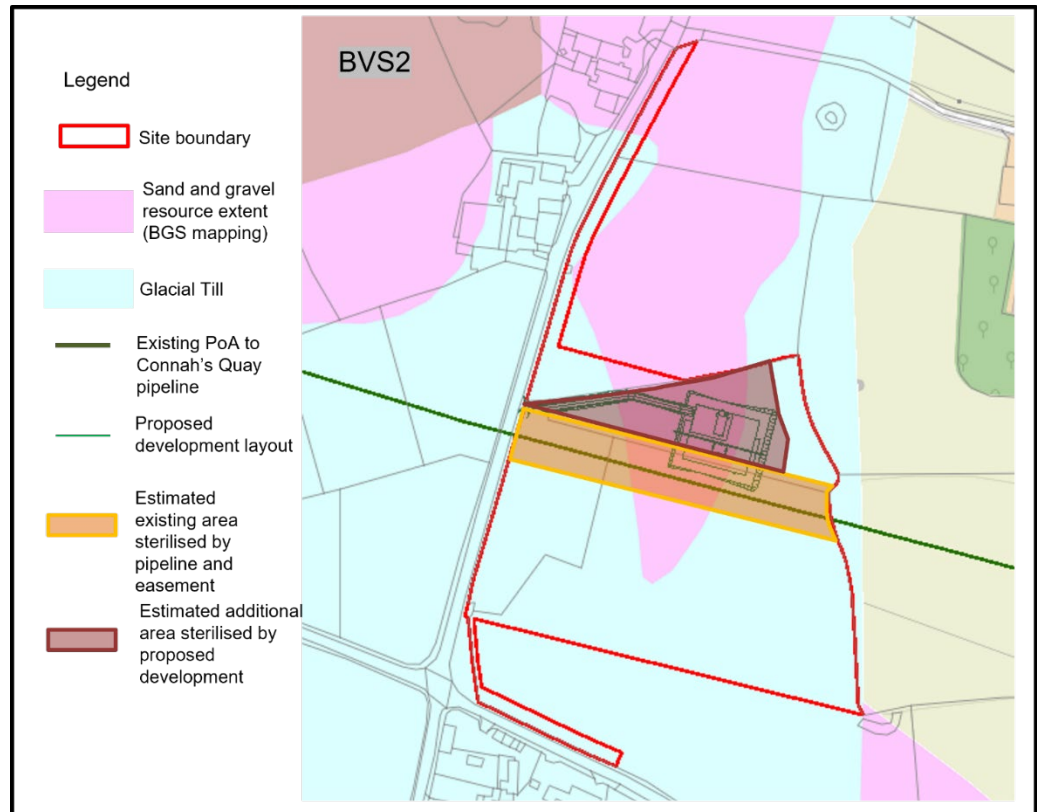 BVS2
Legend
Site boundary
Sand and gravel
resource extent
(BGS mapping)
Glacial Till
Existing PoA to
Connah's Quay
pipeline
Proposed
development layout
Estimated
existing area
sterilised by
pipeline and
easement
Estimated additional
area sterilised by
proposed
development